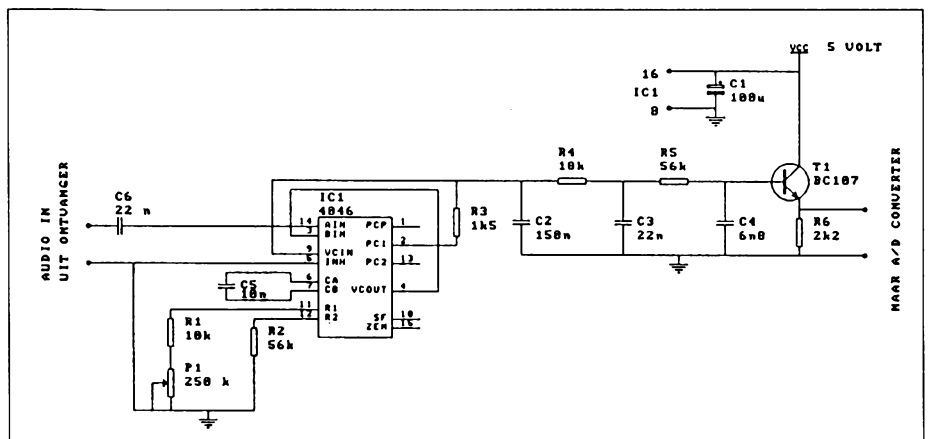 VCC 5 VOLT
16
IC1
8
C1
100u
R4
10k
R5
56k
T1
BC107
C6
22 n
AUDIO IN
UIT ONTVANGER
IC1
4046
14 AIN
3 BIN
9 VCIN
5 INH
6 CA
7 CB
11 R1
12 R2
PCP 1
PC1 2
PC2 13
VCOUT 4
SF 10
ZEN 15
R3
1k5
C2
150n
C3
22n
C4
6n8
R6
2k2
NAAR A/D CONVERTER
C5
10n
R1
10k
R2
56k
P1
250 k